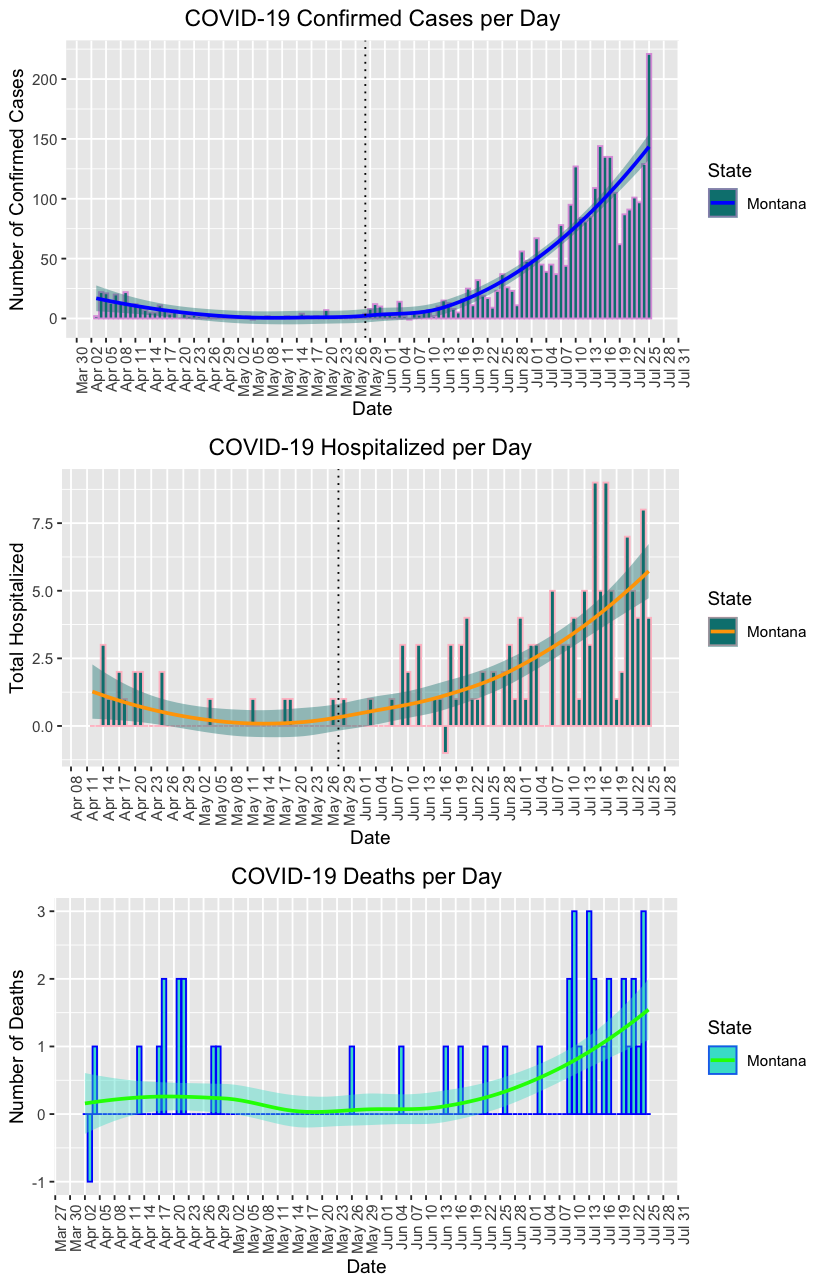 COVID-19 Confirmed Cases per Day
Number of Confirmed Cases
200
150
100
50
0
Mar 30
Apr 02
Apr 05
Apr 08
Apr 11
Apr 14
Apr 17
Apr 20
Apr 23
Apr 26
Apr 29
May 02
May 05
May 08
May 11
May 14
May 17
May 20
May 23
May 26
May 29
Jun 01
Jun 04
Jun 07
Jun 10
Jun 13
Jun 16
Jun 19
Jun 22
Jun 25
Jun 28
Jul 01
Jul 04
Jul 07
Jul 10
Jul 13
Jul 16
Jul 19
Jul 22
Jul 25
Jul 28
Jul 31
Date
State
Montana
COVID-19 Hospitalized per Day
Total Hospitalized
7.5
5.0
2.5
0.0
Apr 08
Apr 11
Apr 14
Apr 17
Apr 20
Apr 23
Apr 26
Apr 29
May 02
May 05
May 08
May 11
May 14
May 17
May 20
May 23
May 26
May 29
Jun 01
Jun 04
Jun 07
Jun 10
Jun 13
Jun 16
Jun 19
Jun 22
Jun 25
Jun 28
Jul 01
Jul 04
Jul 07
Jul 10
Jul 13
Jul 16
Jul 19
Jul 22
Jul 25
Jul 28
Date
State
Montana
COVID-19 Deaths per Day
Number of Deaths
3
2
1
0
-1
Mar 27
Mar 30
Apr 02
Apr 05
Apr 08
Apr 11
Apr 14
Apr 17
Apr 20
Apr 23
Apr 26
Apr 29
May 02
May 05
May 08
May 11
May 14
May 17
May 20
May 23
May 26
May 29
Jun 01
Jun 04
Jun 07
Jun 10
Jun 13
Jun 16
Jun 19
Jun 22
Jun 25
Jun 28
Jul 01
Jul 04
Jul 07
Jul 10
Jul 13
Jul 16
Jul 19
Jul 22
Jul 25
Jul 28
Jul 31
Date
State
Montana